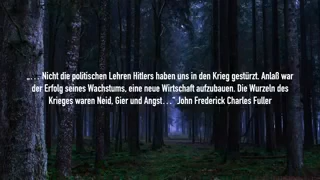 „…Nicht die politischen Lehren Hitlers haben uns in den Krieg gestürzt. Anlaß war
der Erfolg seines Wachstums, eine neue Wirtschaft aufzubauen. Die Wurzeln des
Krieges waren Neid, Gier und Angst…“ John Frederick Charles Fuller